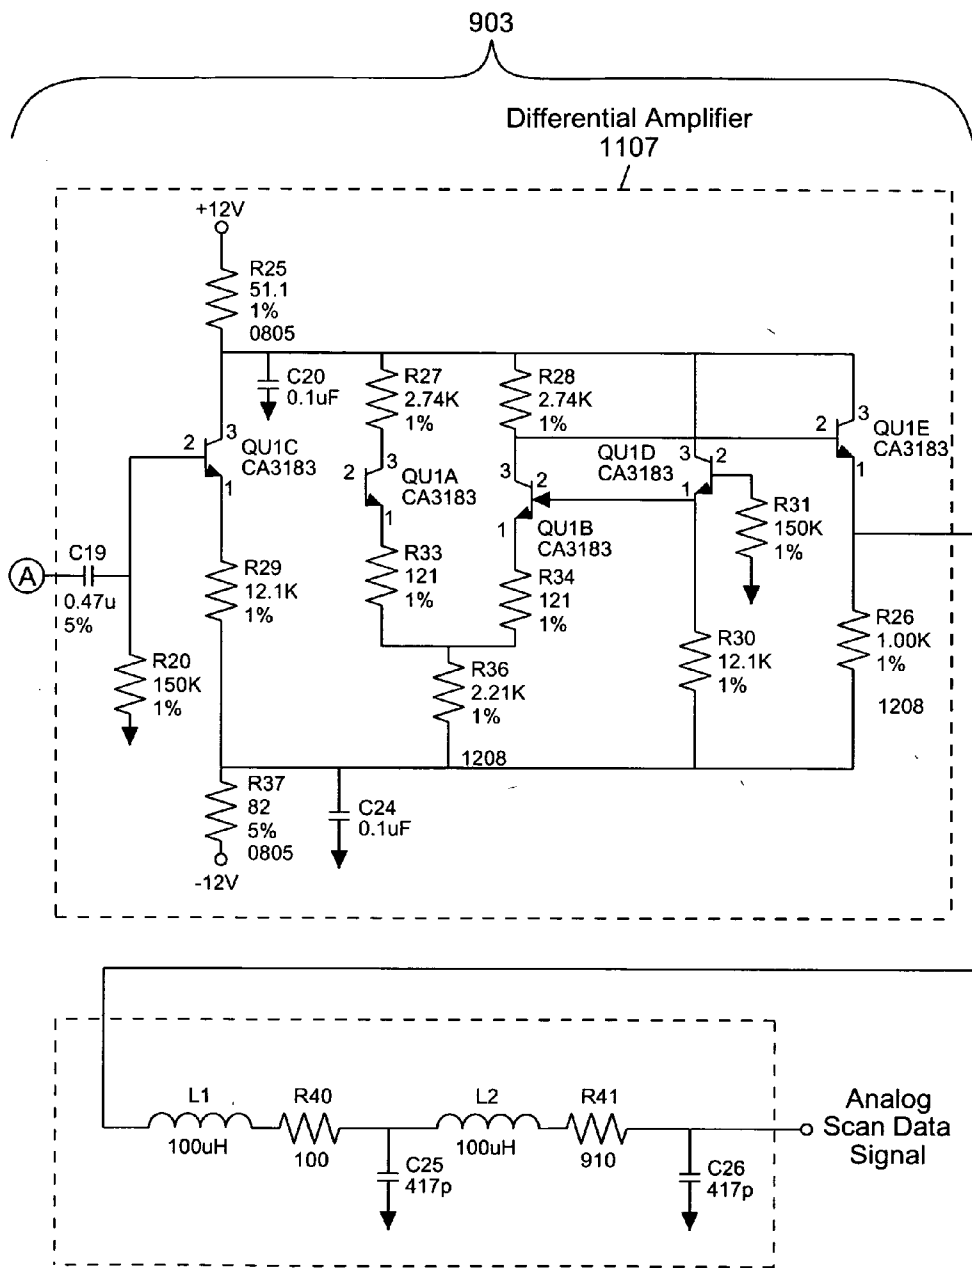 903
Differential Amplifier
1107
+12V
R25
51.1
1%
0805
C20
0.1uF
R27
2.74K
1%
R28
2.74K
1%
2
3
1
QU1C
CA3183
2
3
1
QU1A
CA3183
3
2
1
QU1B
CA3183
QU1D
CA3183
3
2
1
2
3
1
QU1E
CA3183
R31
150K
1%
A
C19
0.47u
5%
R29
12.1K
1%
R33
121
1%
R34
121
1%
R20
150K
1%
R36
2.21K
1%
1208
R30
12.1K
1%
R26
1.00K
1%
1208
R37
82
5%
0805
-12V
C24
0.1uF
L1
100uH
R40
100
C25
417p
L2
100uH
R41
910
C26
417p
Analog
Scan Data
Signal